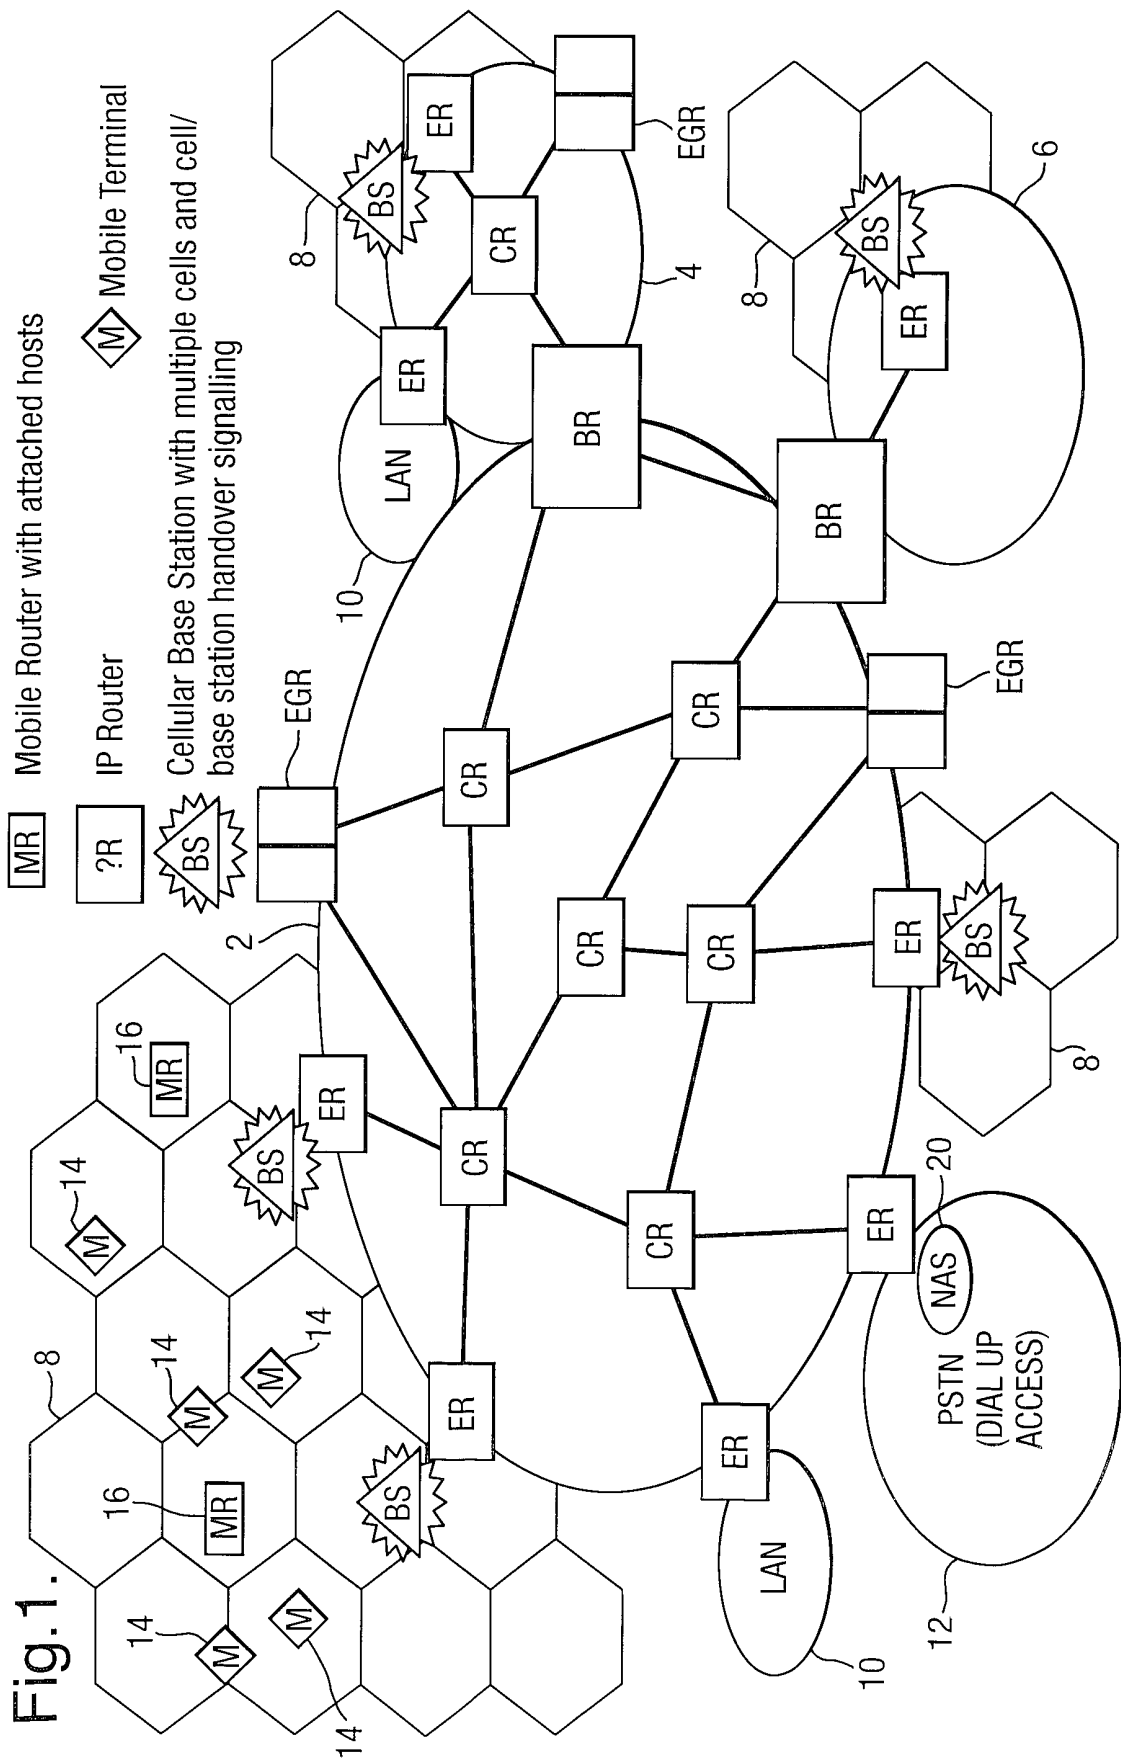 Fig.1.
MR Mobile Router with attached hosts
?R IP Router
M Mobile Terminal
BS Cellular Base Station with multiple cells and cell/
base station handover signalling
8
14
M
16
MR
16
MR
14
M
14
M
14
M
14
M
2
BS
ER
BS
ER
EGR
8
BS
ER
CR
ER
10
LAN
EGR
4
BR
CR
CR
CR
CR
CR
CR
BR
8
BS
ER
6
EGR
ER
LAN
10
ER
20
NAS
PSTN
(DIAL UP
ACCESS)
12
ER
BS
8